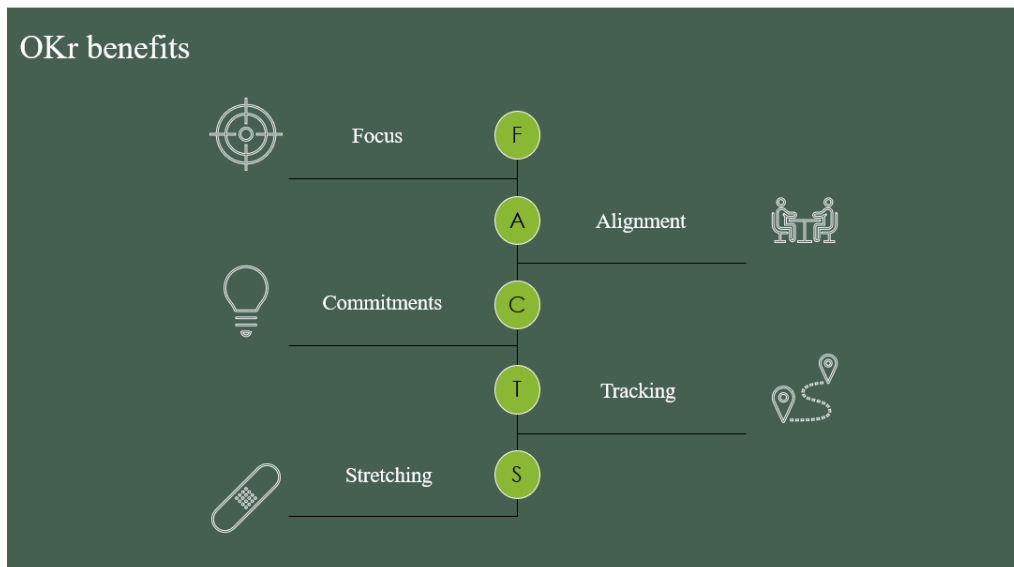 OKr benefits
Focus
F
A
Alignment
Commitments
C
T
Tracking
Stretching
S